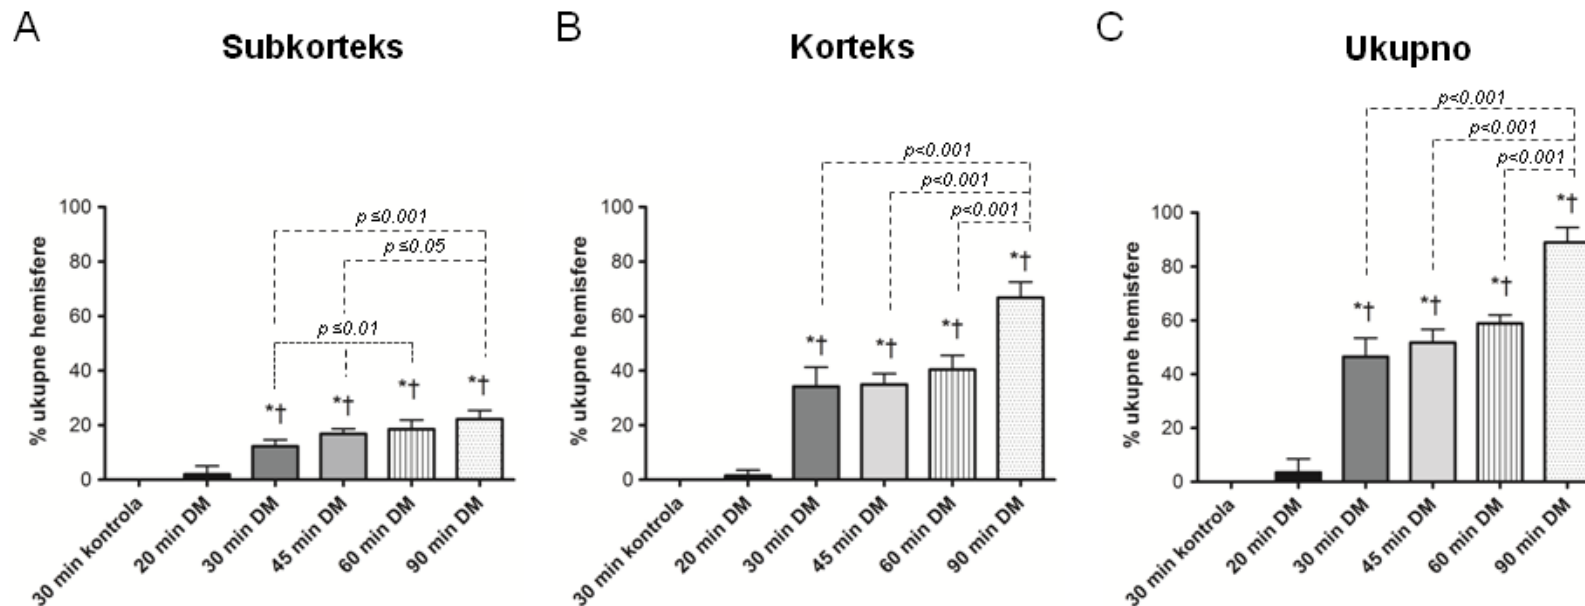 A
Subkorteks
p ≤0.001
p ≤0.05
p ≤0.01
% ukupne hemisfere
100
80
60
40
20
0
*†
*†
*†
*†
30 min kontrola
20 min DM
30 min DM
45 min DM
60 min DM
90 min DM
B
Korteks
p<0.001
p<0.001
p<0.001
% ukupne hemisfere
100
80
60
40
20
0
*†
*†
*†
*†
30 min kontrola
20 min DM
30 min DM
45 min DM
60 min DM
90 min DM
C
Ukupno
p<0.001
p<0.001
p<0.001
% ukupne hemisfere
100
80
60
40
20
0
*†
*†
*†
*†
30 min kontrola
20 min DM
30 min DM
45 min DM
60 min DM
90 min DM